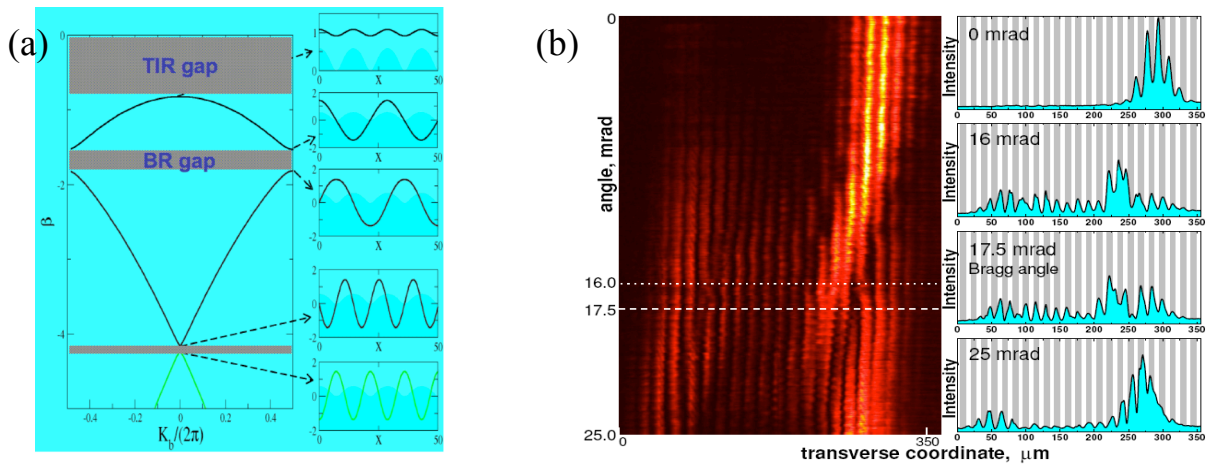 (a)
0
-2
-4
β
TIR gap
BR gap
-0.4
-0.2
0
0.2
0.4
K_b/(2π)
1
0
0
X
50
2
0
-2
0
X
50
2
0
-2
0
X
50
2
0
-2
0
X
50
2
0
-2
0
X
50
(b)
0
angle, mrad
16.0
17.5
25.0
0
350
transverse coordinate, μm
Intensity
0 mrad
0 50 100 150 200 250 300 350
Intensity
16 mrad
0 50 100 150 200 250 300 350
Intensity
17.5 mrad
Bragg angle
0 50 100 150 200 250 300 350
Intensity
25 mrad
0 50 100 150 200 250 300 350